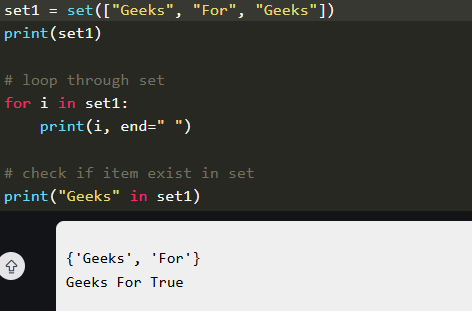 set1 = set(["Geeks", "For", "Geeks"])
print(set1)
# loop through set
for i in set1:
    print(i, end=" ")
# check if item exist in set
print("Geeks" in set1)
{'Geeks', 'For'}
Geeks For True